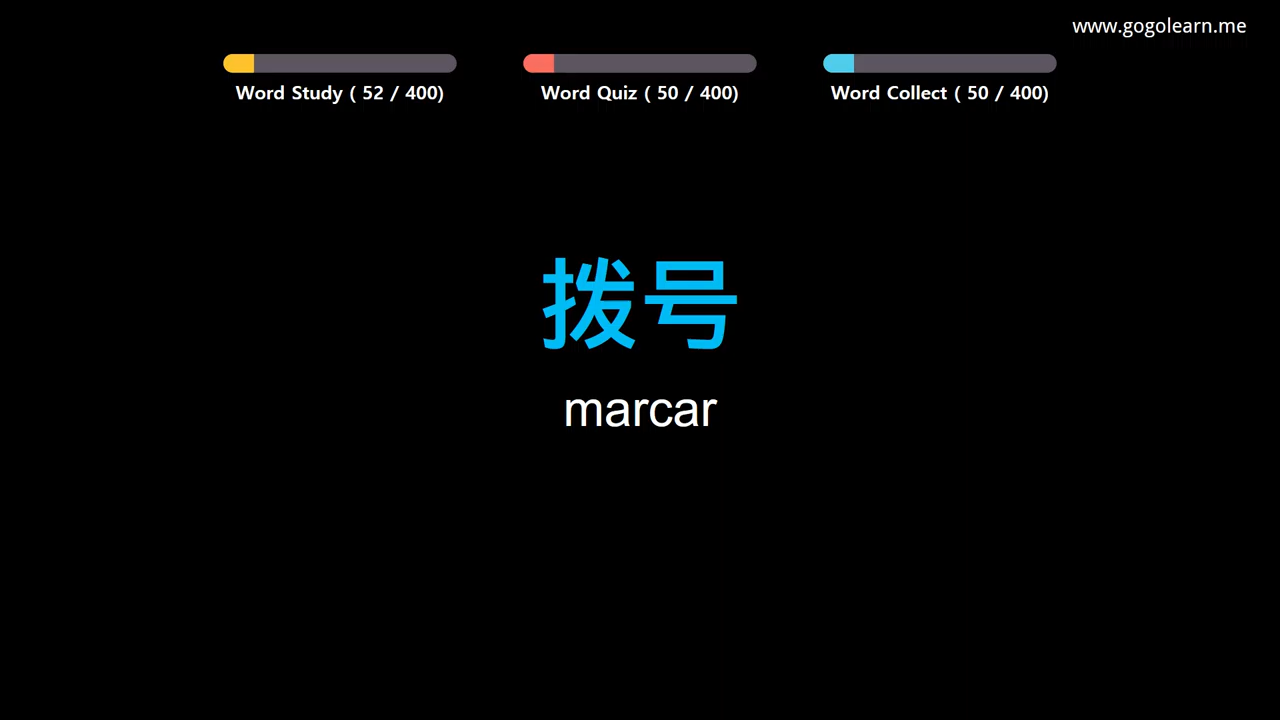 www.gogolearn.me
Word Study ( 52 / 400)
Word Quiz ( 50 / 400)
Word Collect ( 50 / 400)
拨号
marcar